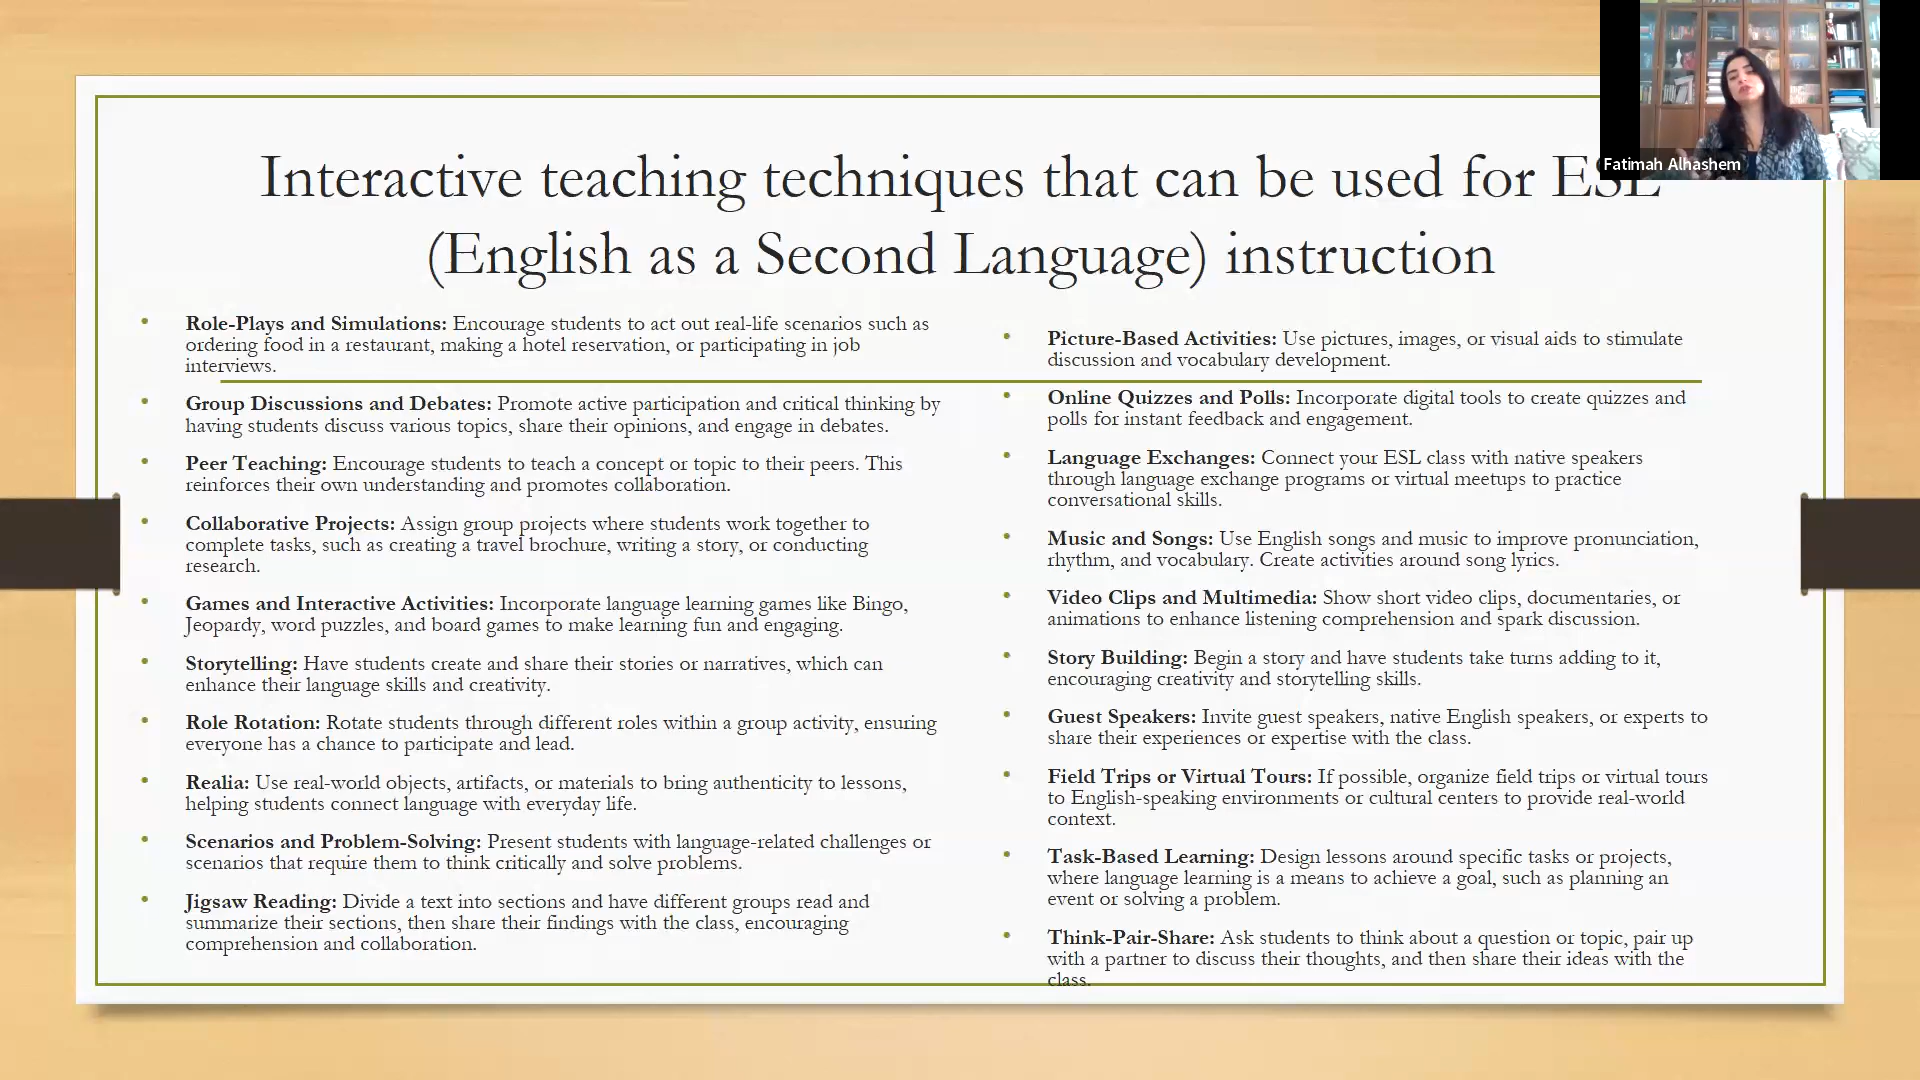 Interactive teaching techniques that can be used for ESL
(English as a Second Language) instruction
Fatimah Alhashem
• Role-Plays and Simulations: Encourage students to act out real-life scenarios such as
ordering food in a restaurant, making a hotel reservation, or participating in job
interviews.
• Group Discussions and Debates: Promote active participation and critical thinking by
having students discuss various topics, share their opinions, and engage in debates.
• Peer Teaching: Encourage students to teach a concept or topic to their peers. This
reinforces their own understanding and promotes collaboration.
• Collaborative Projects: Assign group projects where students work together to
complete tasks, such as creating a travel brochure, writing a story, or conducting
research.
• Games and Interactive Activities: Incorporate language learning games like Bingo,
Jeopardy, word puzzles, and board games to make learning fun and engaging.
• Storytelling: Have students create and share their stories or narratives, which can
enhance their language skills and creativity.
• Role Rotation: Rotate students through different roles within a group activity, ensuring
everyone has a chance to participate and lead.
• Realia: Use real-world objects, artifacts, or materials to bring authenticity to lessons,
helping students connect language with everyday life.
• Scenarios and Problem-Solving: Present students with language-related challenges or
scenarios that require them to think critically and solve problems.
• Jigsaw Reading: Divide a text into sections and have different groups read and
summarize their sections, then share their findings with the class, encouraging
comprehension and collaboration.
• Picture-Based Activities: Use pictures, images, or visual aids to stimulate
discussion and vocabulary development.
• Online Quizzes and Polls: Incorporate digital tools to create quizzes and
polls for instant feedback and engagement.
• Language Exchanges: Connect your ESL class with native speakers
through language exchange programs or virtual meetups to practice
conversational skills.
• Music and Songs: Use English songs and music to improve pronunciation,
rhythm, and vocabulary. Create activities around song lyrics.
• Video Clips and Multimedia: Show short video clips, documentaries, or
animations to enhance listening comprehension and spark discussion.
• Story Building: Begin a story and have students take turns adding to it,
encouraging creativity and storytelling skills.
• Guest Speakers: Invite guest speakers, native English speakers, or experts to
share their experiences or expertise with the class.
• Field Trips or Virtual Tours: If possible, organize field trips or virtual tours
to English-speaking environments or cultural centers to provide real-world
context.
• Task-Based Learning: Design lessons around specific tasks or projects,
where language learning is a means to achieve a goal, such as planning an
event or solving a problem.
• Think-Pair-Share: Ask students to think about a question or topic, pair up
with a partner to discuss their thoughts, and then share their ideas with the
class.